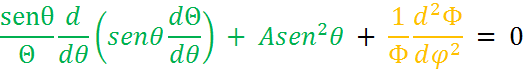 senθ/Θ d/dθ (senθ dΘ/dθ) + Asen²θ + 1/Φ d²Φ/dφ² = 0